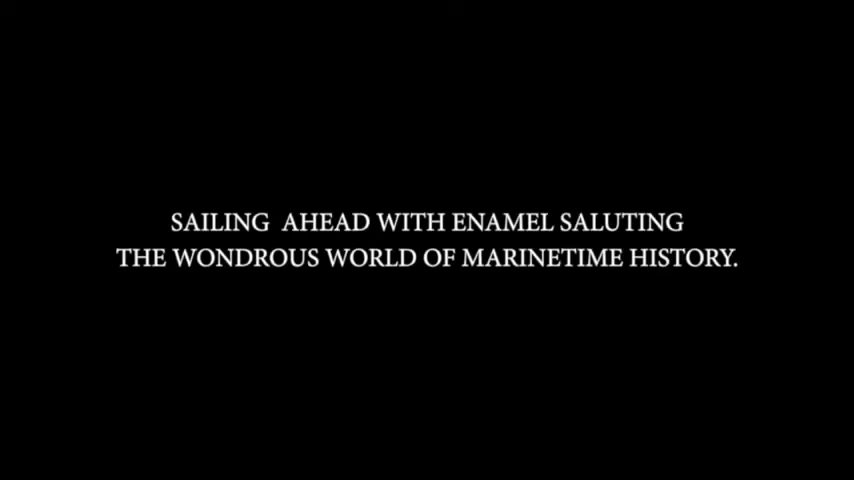 SAILING  AHEAD WITH ENAMEL SALUTING
THE WONDROUS WORLD OF MARINETIME HISTORY.